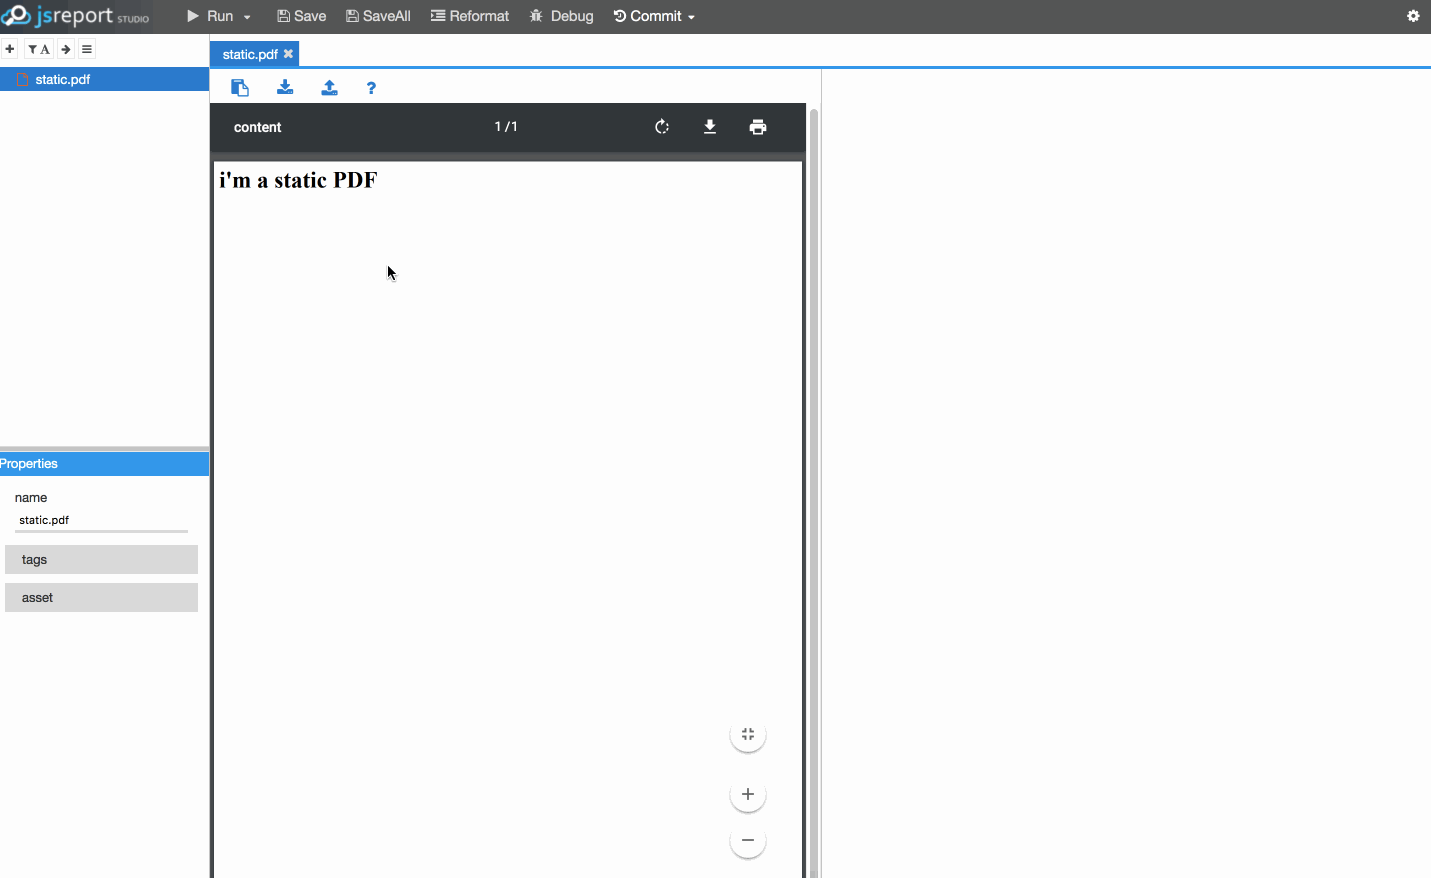 jsreport STUDIO Run Save SaveAll Reformat Debug Commit
A
static.pdf
static.pdf
?
content 1 / 1
i'm a static PDF
Properties
name
static.pdf
tags
asset